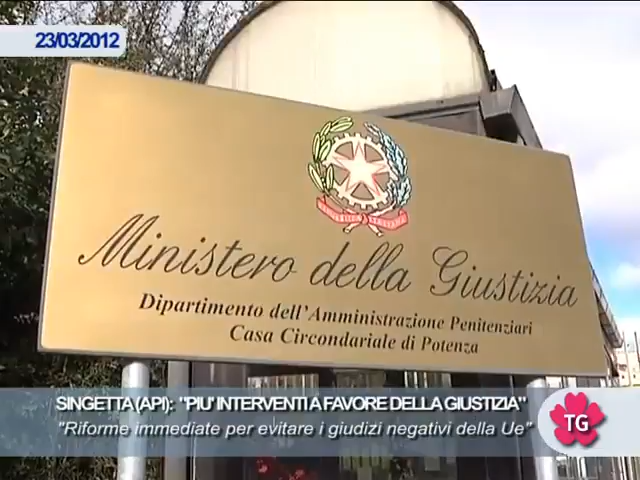 23/03/2012
Ministero della Giustizia
Dipartimento dell'Amministrazione Penitenziari
Casa Circondariale di Potenza
SINGETTA (API): "PIU' INTERVENTI A FAVORE DELLA GIUSTIZIA"
"Riforme immediate per evitare i giudizi negativi della Ue"
TG